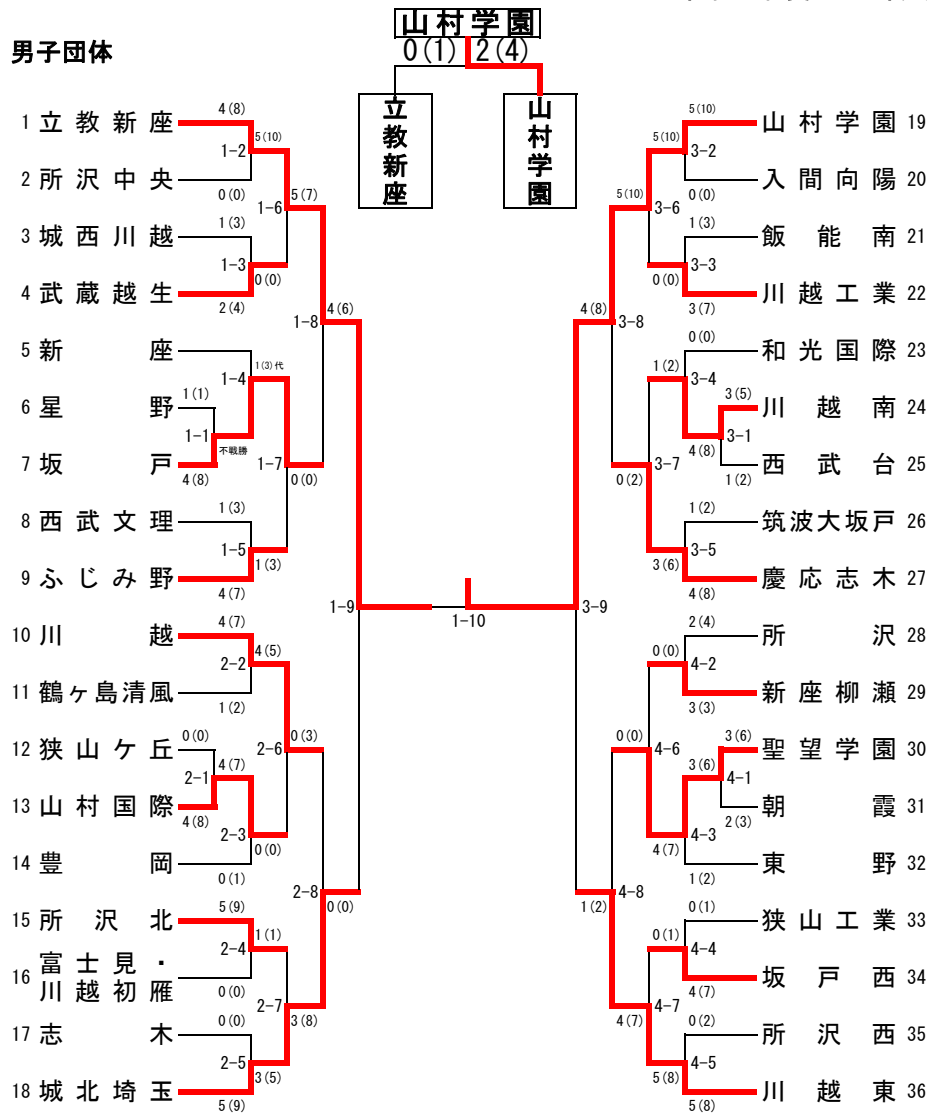 山村学園
男子団体
0(1) 2(4)
立教新座
山村学園
4(8)
1 立教新座
5(10)
1-2
2 所沢中央
0(0)
5(7)
1-6
1(3)
3 城西川越
1-3
0(0)
4 武蔵越生
2(4)
4(6)
1-8
5 新座
1(3)代
1-4
1(1)
6 星野
1-1
不戦勝
7 坂戸
4(8)
1-7
0(0)
1(3)
8 西武文理
1-5
1(3)
9 ふじみ野
4(7)
1-9
4(7)
10 川越
4(5)
2-2
11 鶴ヶ島清風
1(2)
0(3)
2-6
0(0)
12 狭山ケ丘
4(7)
2-1
13 山村国際
4(8)
2-3
0(0)
14 豊岡
0(1)
2-8
0(0)
5(9)
15 所沢北
1(1)
2-4
16 富士見・
川越初雁
0(0)
2-7
3(8)
0(0)
17 志木
2-5
3(5)
18 城北埼玉
5(9)
1-10
5(10)
山村学園 19
5(10)
3-2
入間向陽 20
0(0)
5(10)
3-6
1(3)
飯能南 21
3-3
0(0)
川越工業 22
3(7)
4(8)
3-8
0(0)
和光国際 23
1(2)
3-4
3(5)
川越南 24
3-1
4(8)
西武台 25
1(2)
3-7
0(2)
1(2)
筑波大坂戸 26
3-5
3(6)
慶応志木 27
4(8)
3-9
2(4)
所沢 28
0(0)
4-2
新座柳瀬 29
3(3)
0(0)
4-6
3(6)
聖望学園 30
3(6)
4-1
朝霞 31
2(3)
4-3
4(7)
東野 32
1(2)
4-8
1(2)
0(1)
狭山工業 33
0(1)
4-4
坂戸西 34
4(7)
4-7
4(7)
0(2)
所沢西 35
4-5
5(8)
川越東 36
5(8)